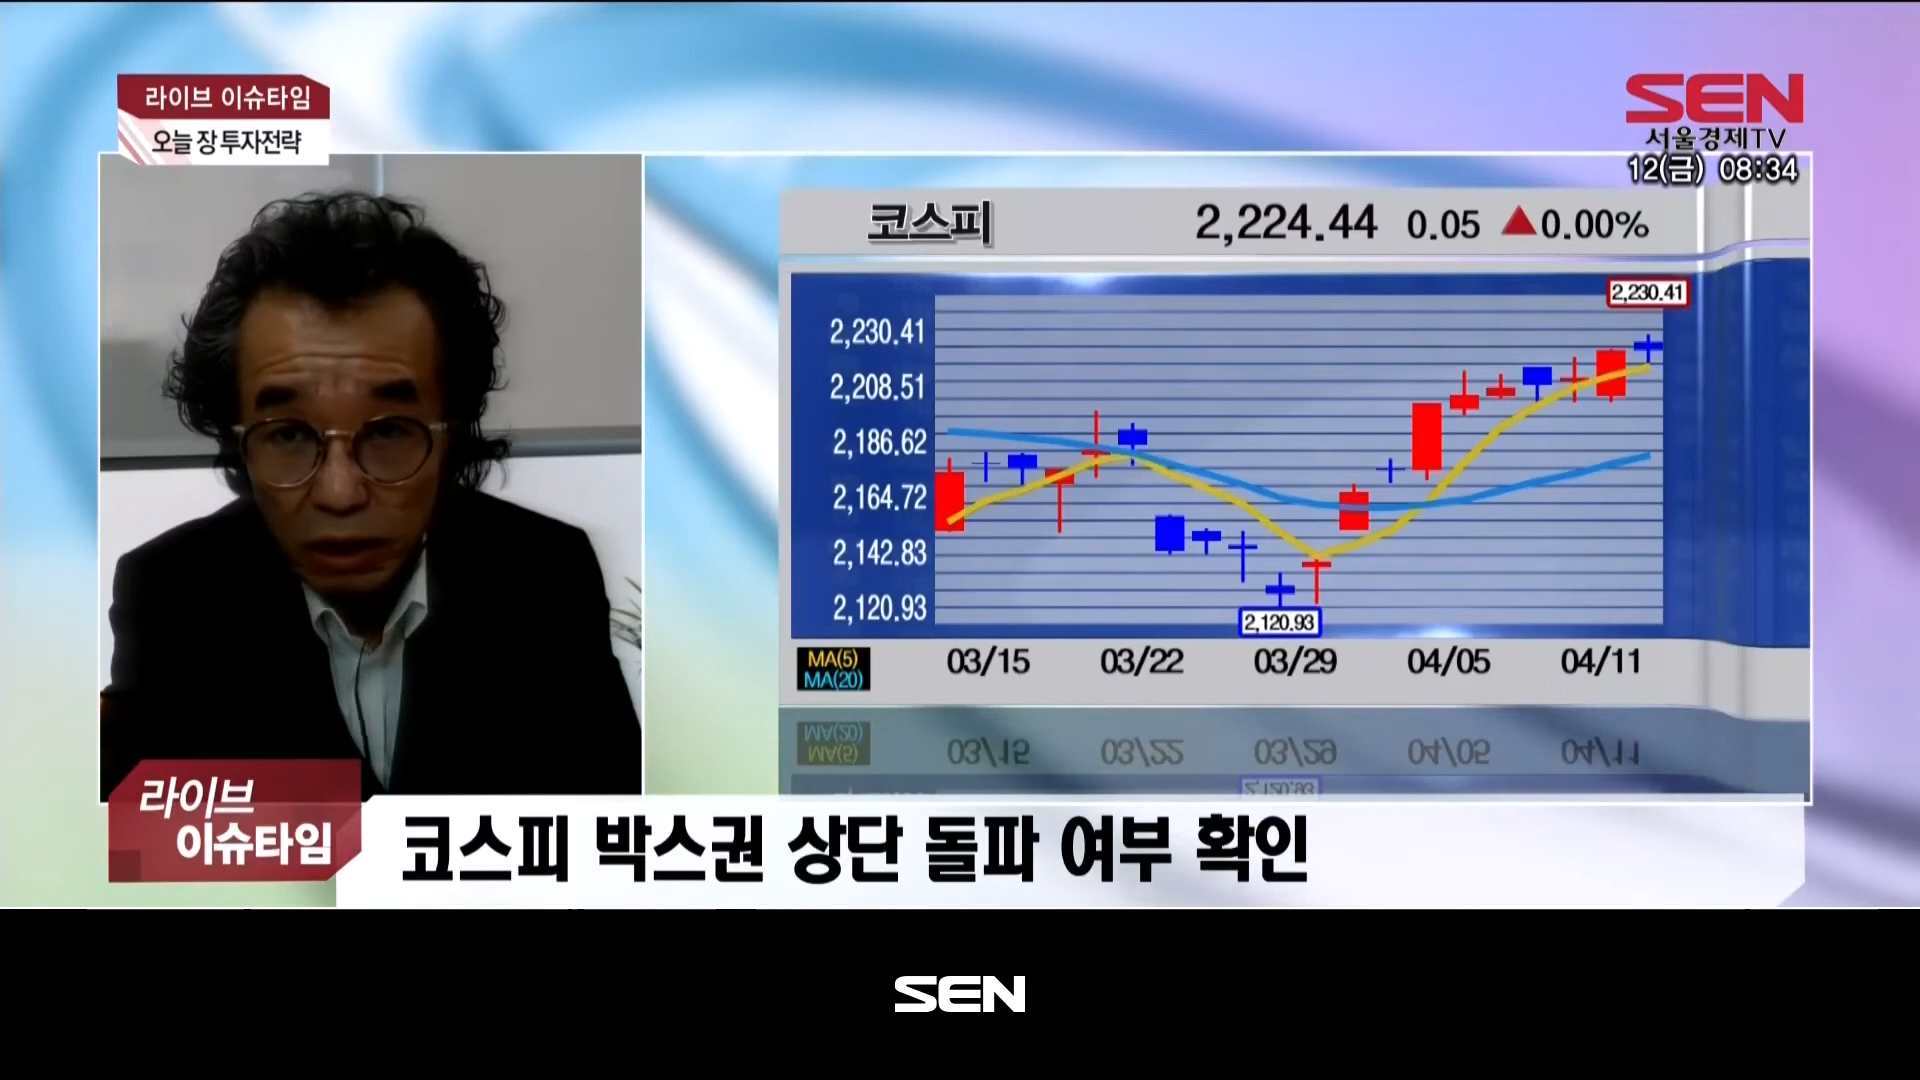 라이브 이슈타임
오늘 장 투자전략
SEN
서울경제TV
12(금) 08:34
코스피 2,224.44 0.05 ▲0.00%
2,230.41
2,230.41
2,208.51
2,186.62
2,164.72
2,142.83
2,120.93
2,120.93
MA(5)
MA(20)
03/15 03/22 03/29 04/05 04/11
라이브
이슈타임
코스피 박스권 상단 돌파 여부 확인
SEN